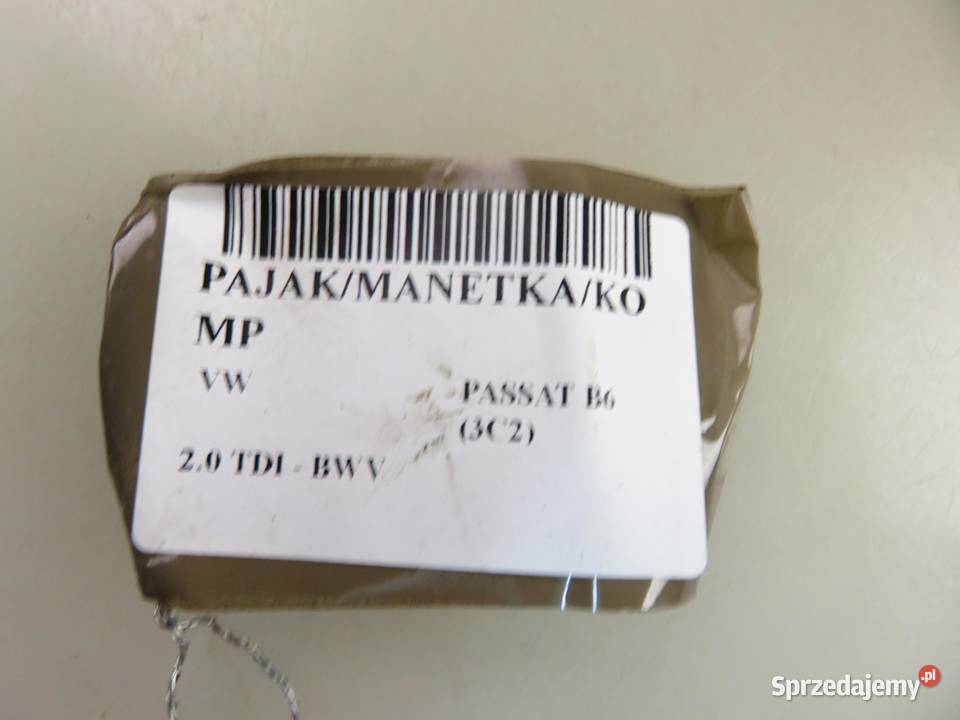 PAJAK/MANETKA/KO
MP
VW
PASSAT B6
(3C2)
2.0 TDI - BWV
Sprzedajemy.pl